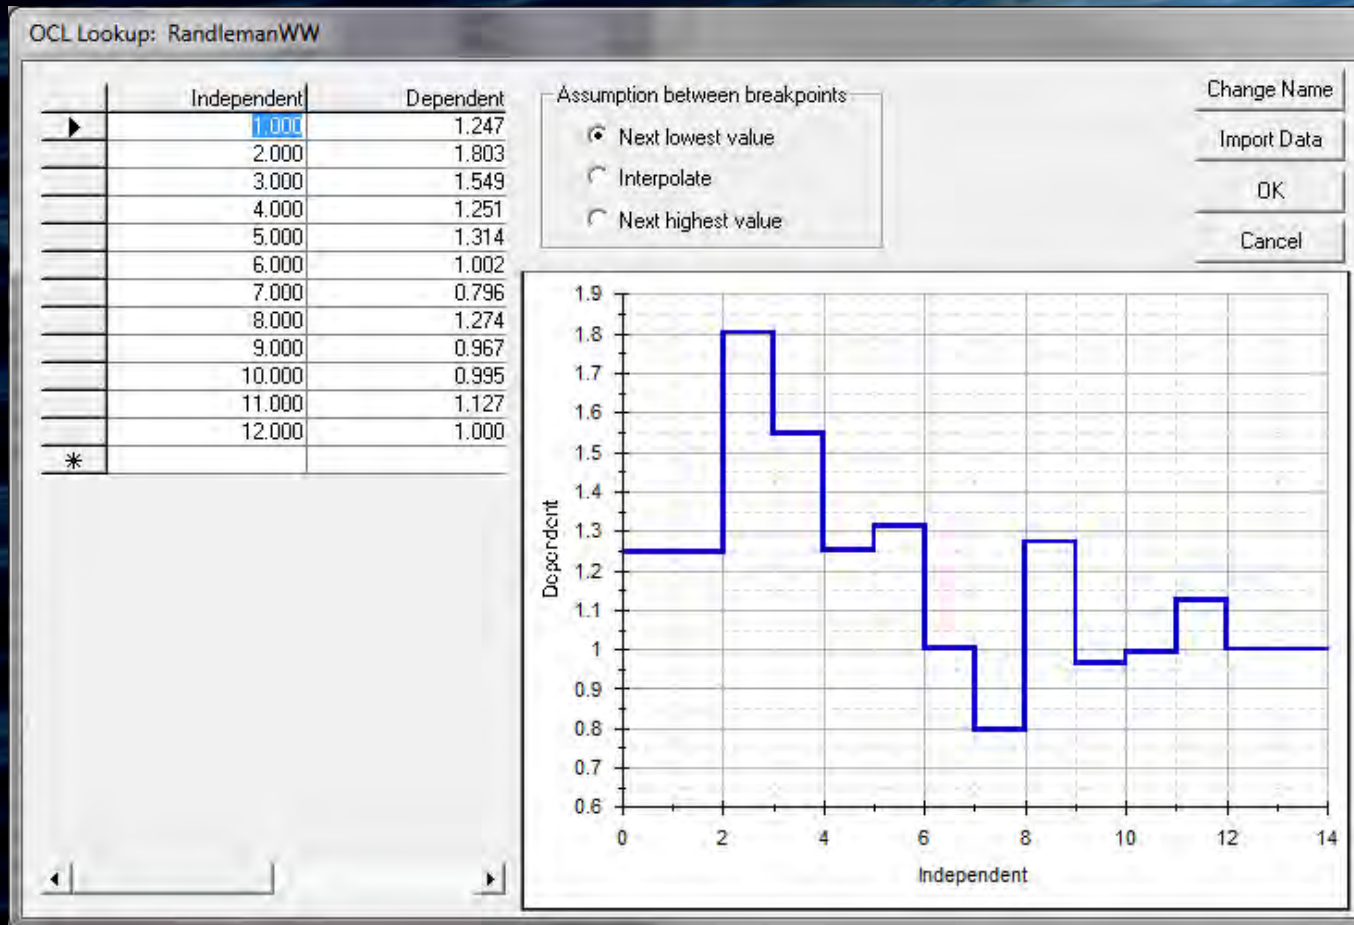 OCL Lookup: RandlemanWW
Independent Dependent
1.000 1.247
2.000 1.803
3.000 1.549
4.000 1.251
5.000 1.314
6.000 1.002
7.000 0.796
8.000 1.274
9.000 0.967
10.000 0.995
11.000 1.127
12.000 1.000
*
Assumption between breakpoints
Next lowest value
Interpolate
Next highest value
Change Name
Import Data
OK
Cancel
1.9
1.8
1.7
1.6
1.5
1.4
1.3
1.2
1.1
1
0.9
0.8
0.7
0.6
Dependent
0 2 4 6 8 10 12 14
Independent